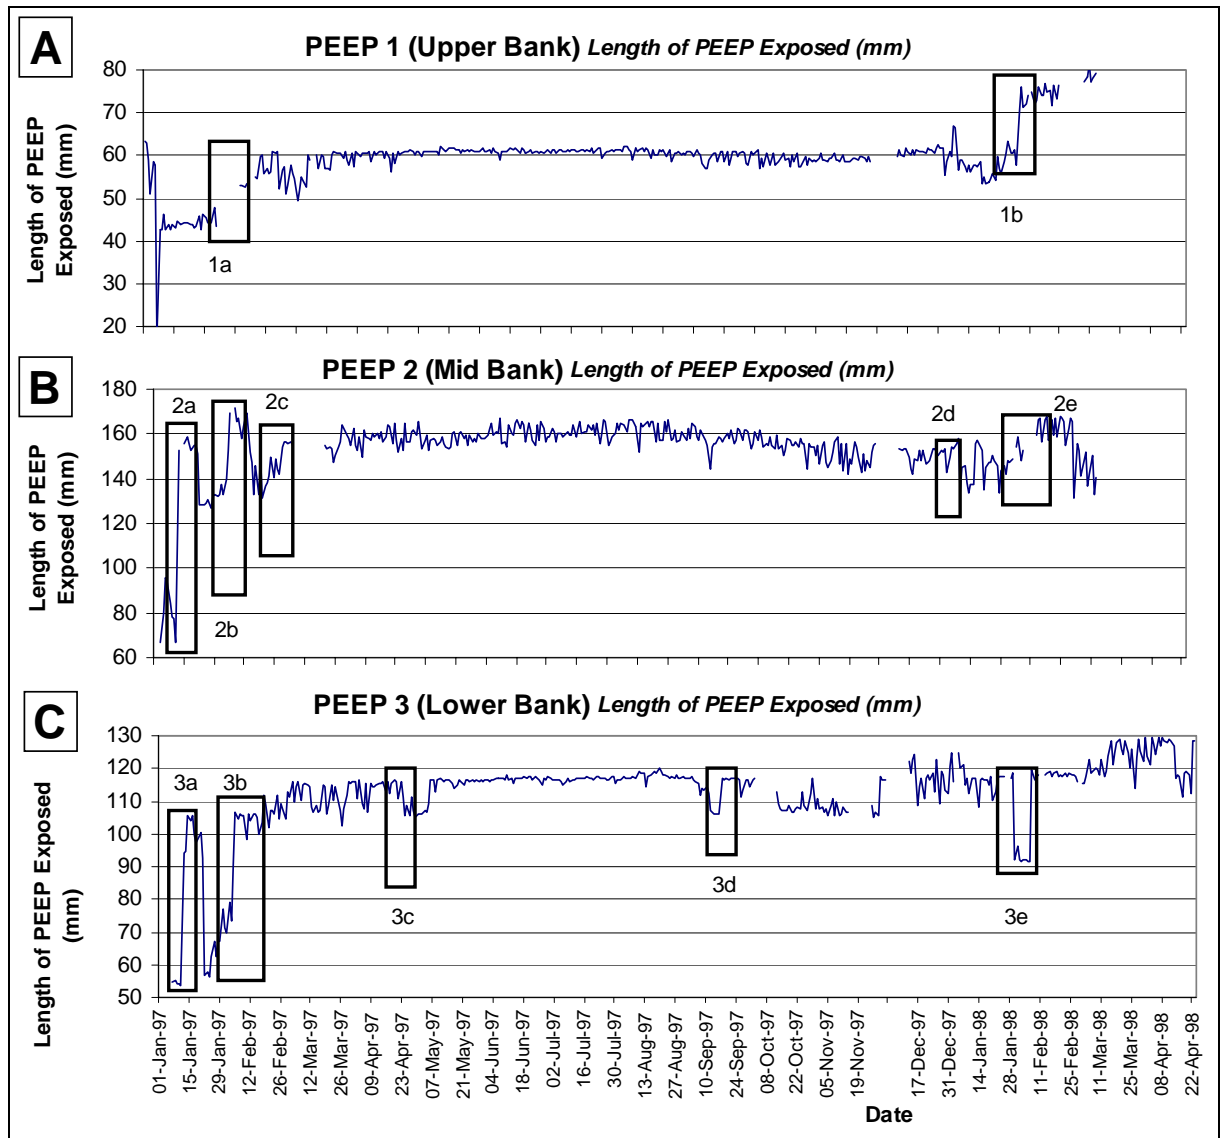 A
PEEP 1 (Upper Bank) Length of PEEP Exposed (mm)
Length of PEEP
Exposed (mm)
80
70
60
50
40
30
20
1a
1b
B
PEEP 2 (Mid Bank) Length of PEEP Exposed (mm)
Length of PEEP
Exposed (mm)
180
160
140
120
100
80
60
2a
2b
2c
2d
2e
C
PEEP 3 (Lower Bank) Length of PEEP Exposed (mm)
Length of PEEP Exposed
(mm)
130
120
110
100
90
80
70
60
50
3a
3b
3c
3d
3e
01-Jan-97
15-Jan-97
29-Jan-97
12-Feb-97
26-Feb-97
12-Mar-97
26-Mar-97
09-Apr-97
23-Apr-97
07-May-97
21-May-97
04-Jun-97
18-Jun-97
02-Jul-97
16-Jul-97
30-Jul-97
13-Aug-97
27-Aug-97
10-Sep-97
24-Sep-97
08-Oct-97
22-Oct-97
05-Nov-97
19-Nov-97
17-Dec-97
31-Dec-97
14-Jan-98
28-Jan-98
11-Feb-98
25-Feb-98
11-Mar-98
25-Mar-98
08-Apr-98
22-Apr-98
Date